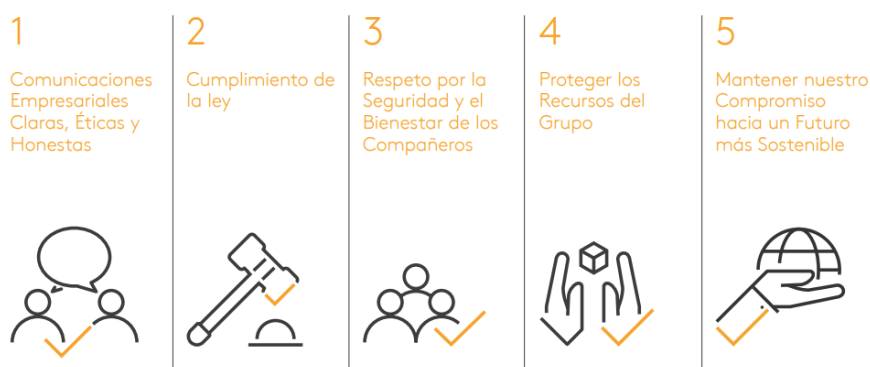 1
Comunicaciones
Empresariales
Claras, Éticas y
Honestas
2
Cumplimiento de
la ley
3
Respeto por la
Seguridad y el
Bienestar de los
Compañeros
4
Proteger los
Recursos del
Grupo
5
Mantener nuestro
Compromiso
hacia un Futuro
más Sostenible